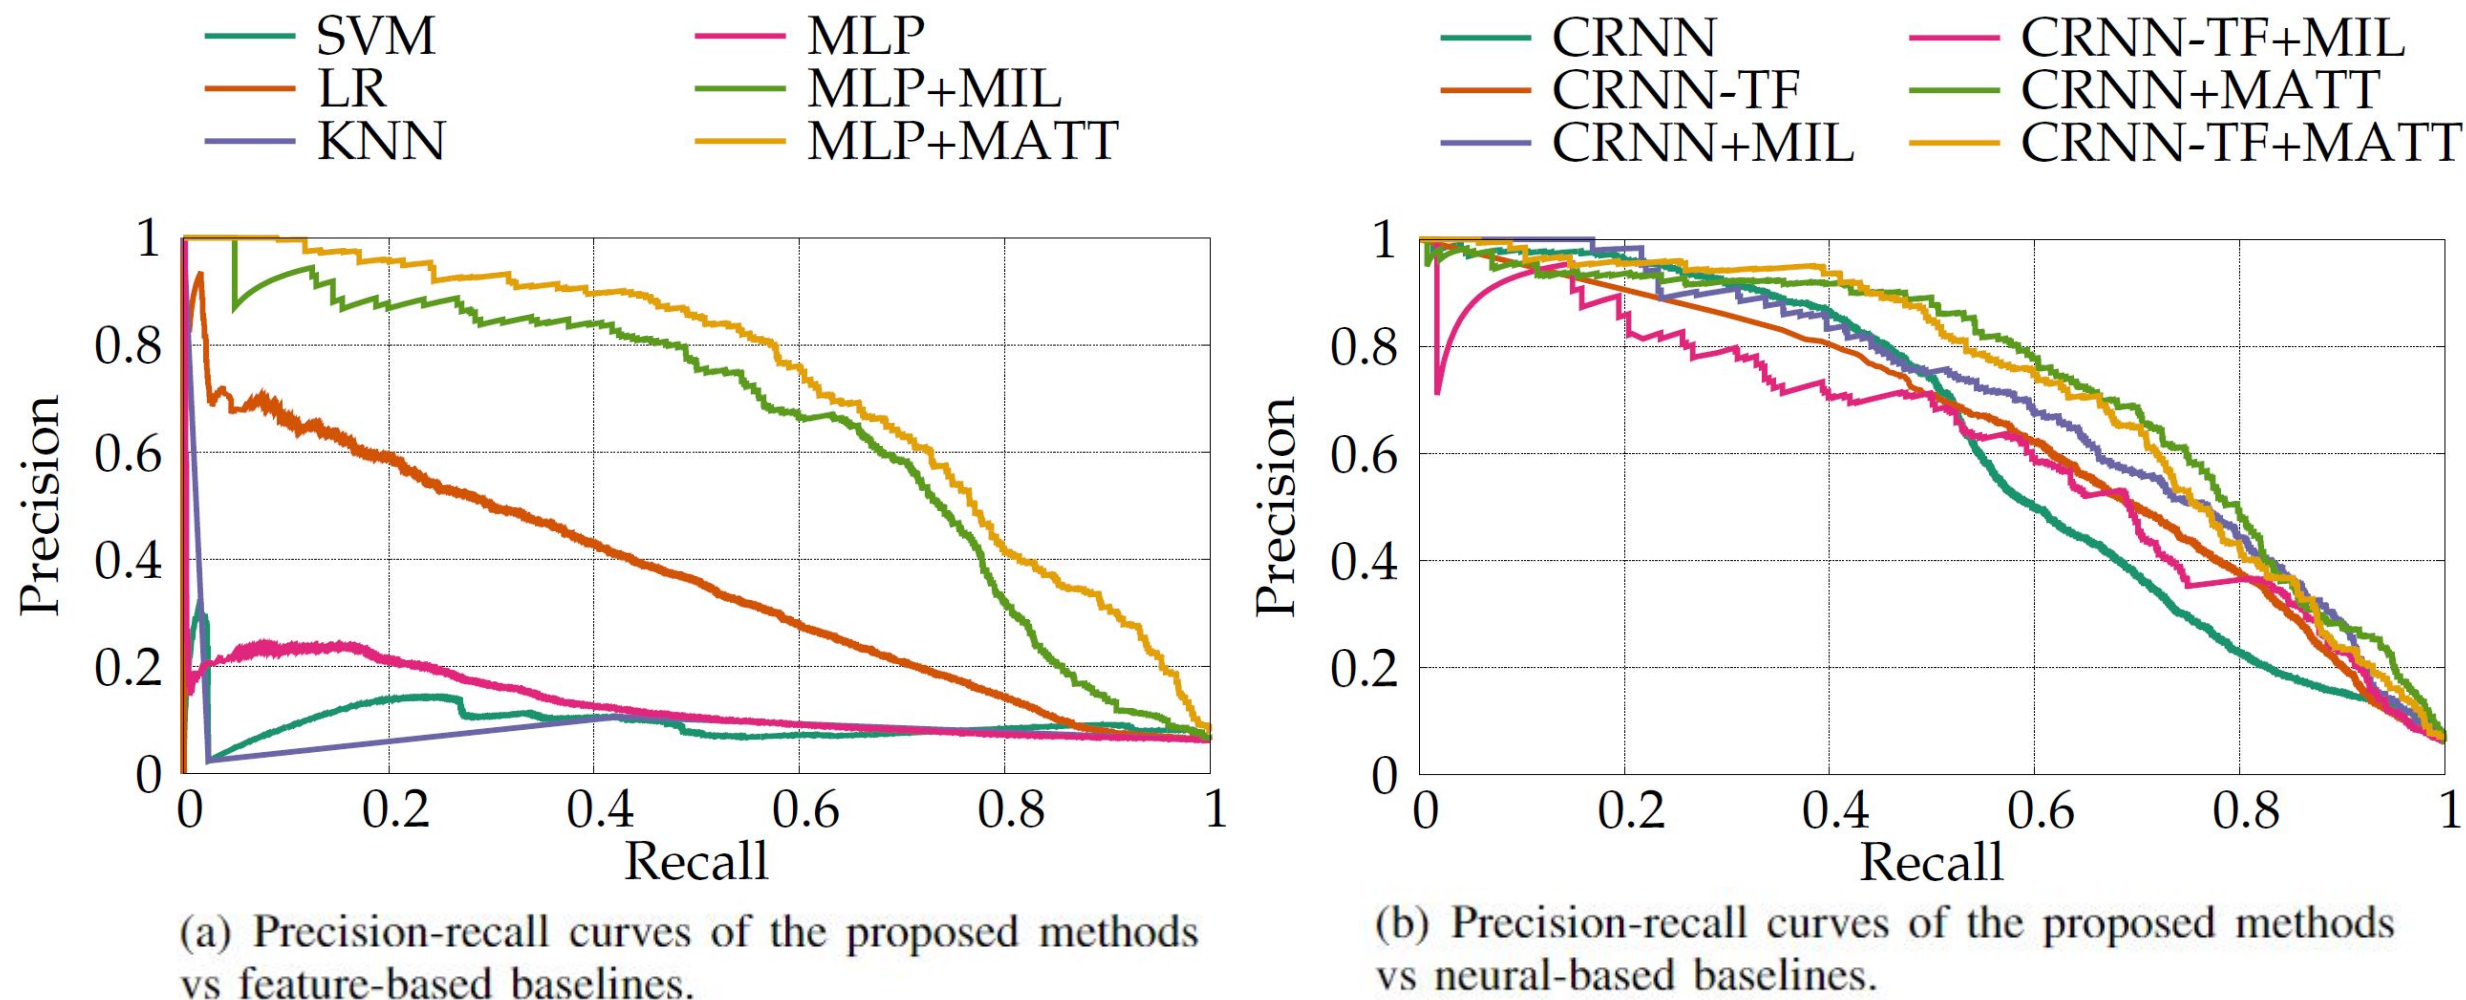 SVM
LR
KNN
MLP
MLP+MIL
MLP+MATT
1
0.8
0.6
0.4
0.2
0
Precision
0 0.2 0.4 0.6 0.8 1
Recall
(a) Precision-recall curves of the proposed methods
vs feature-based baselines.
CRNN
CRNN-TF
CRNN+MIL
CRNN-TF+MIL
CRNN+MATT
CRNN-TF+MATT
1
0.8
0.6
0.4
0.2
0
Precision
0 0.2 0.4 0.6 0.8 1
Recall
(b) Precision-recall curves of the proposed methods
vs neural-based baselines.